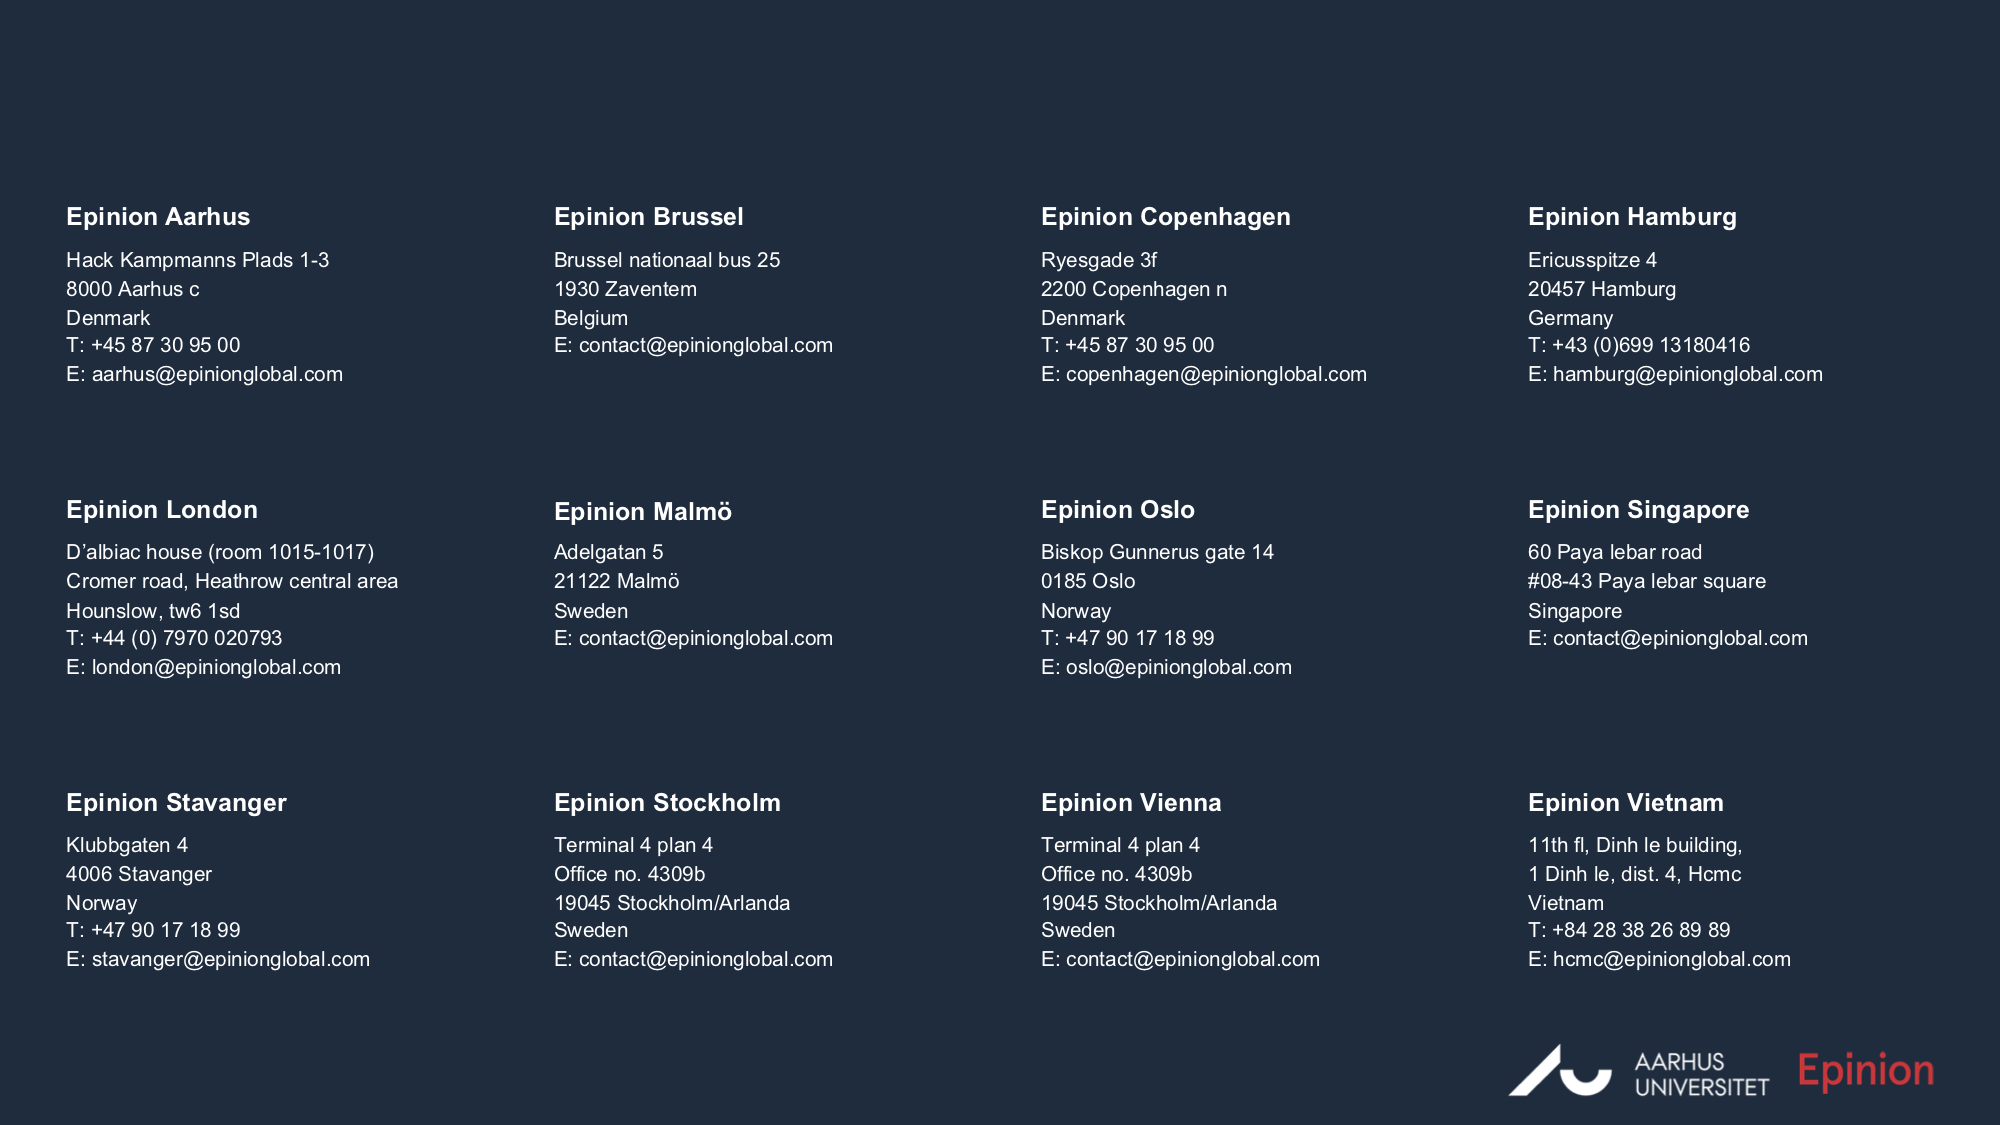 Epinion Aarhus
Hack Kampmanns Plads 1-3
8000 Aarhus c
Denmark
T: +45 87 30 95 00
E: aarhus@epinionglobal.com
Epinion Brussel
Brussel nationaal bus 25
1930 Zaventem
Belgium
E: contact@epinionglobal.com
Epinion Copenhagen
Ryesgade 3f
2200 Copenhagen n
Denmark
T: +45 87 30 95 00
E: copenhagen@epinionglobal.com
Epinion Hamburg
Ericusspitze 4
20457 Hamburg
Germany
T: +43 (0)699 13180416
E: hamburg@epinionglobal.com
Epinion London
D’albiac house (room 1015-1017)
Cromer road, Heathrow central area
Hounslow, tw6 1sd
T: +44 (0) 7970 020793
E: london@epinionglobal.com
Epinion Malmö
Adelgatan 5
21122 Malmö
Sweden
E: contact@epinionglobal.com
Epinion Oslo
Biskop Gunnerus gate 14
0185 Oslo
Norway
T: +47 90 17 18 99
E: oslo@epinionglobal.com
Epinion Singapore
60 Paya lebar road
#08-43 Paya lebar square
Singapore
E: contact@epinionglobal.com
Epinion Stavanger
Klubbgaten 4
4006 Stavanger
Norway
T: +47 90 17 18 99
E: stavanger@epinionglobal.com
Epinion Stockholm
Terminal 4 plan 4
Office no. 4309b
19045 Stockholm/Arlanda
Sweden
E: contact@epinionglobal.com
Epinion Vienna
Terminal 4 plan 4
Office no. 4309b
19045 Stockholm/Arlanda
Sweden
E: contact@epinionglobal.com
Epinion Vietnam
11th fl, Dinh le building,
1 Dinh le, dist. 4, Hcmc
Vietnam
T: +84 28 38 26 89 89
E: hcmc@epinionglobal.com
AARHUS
UNIVERSITET
Epinion